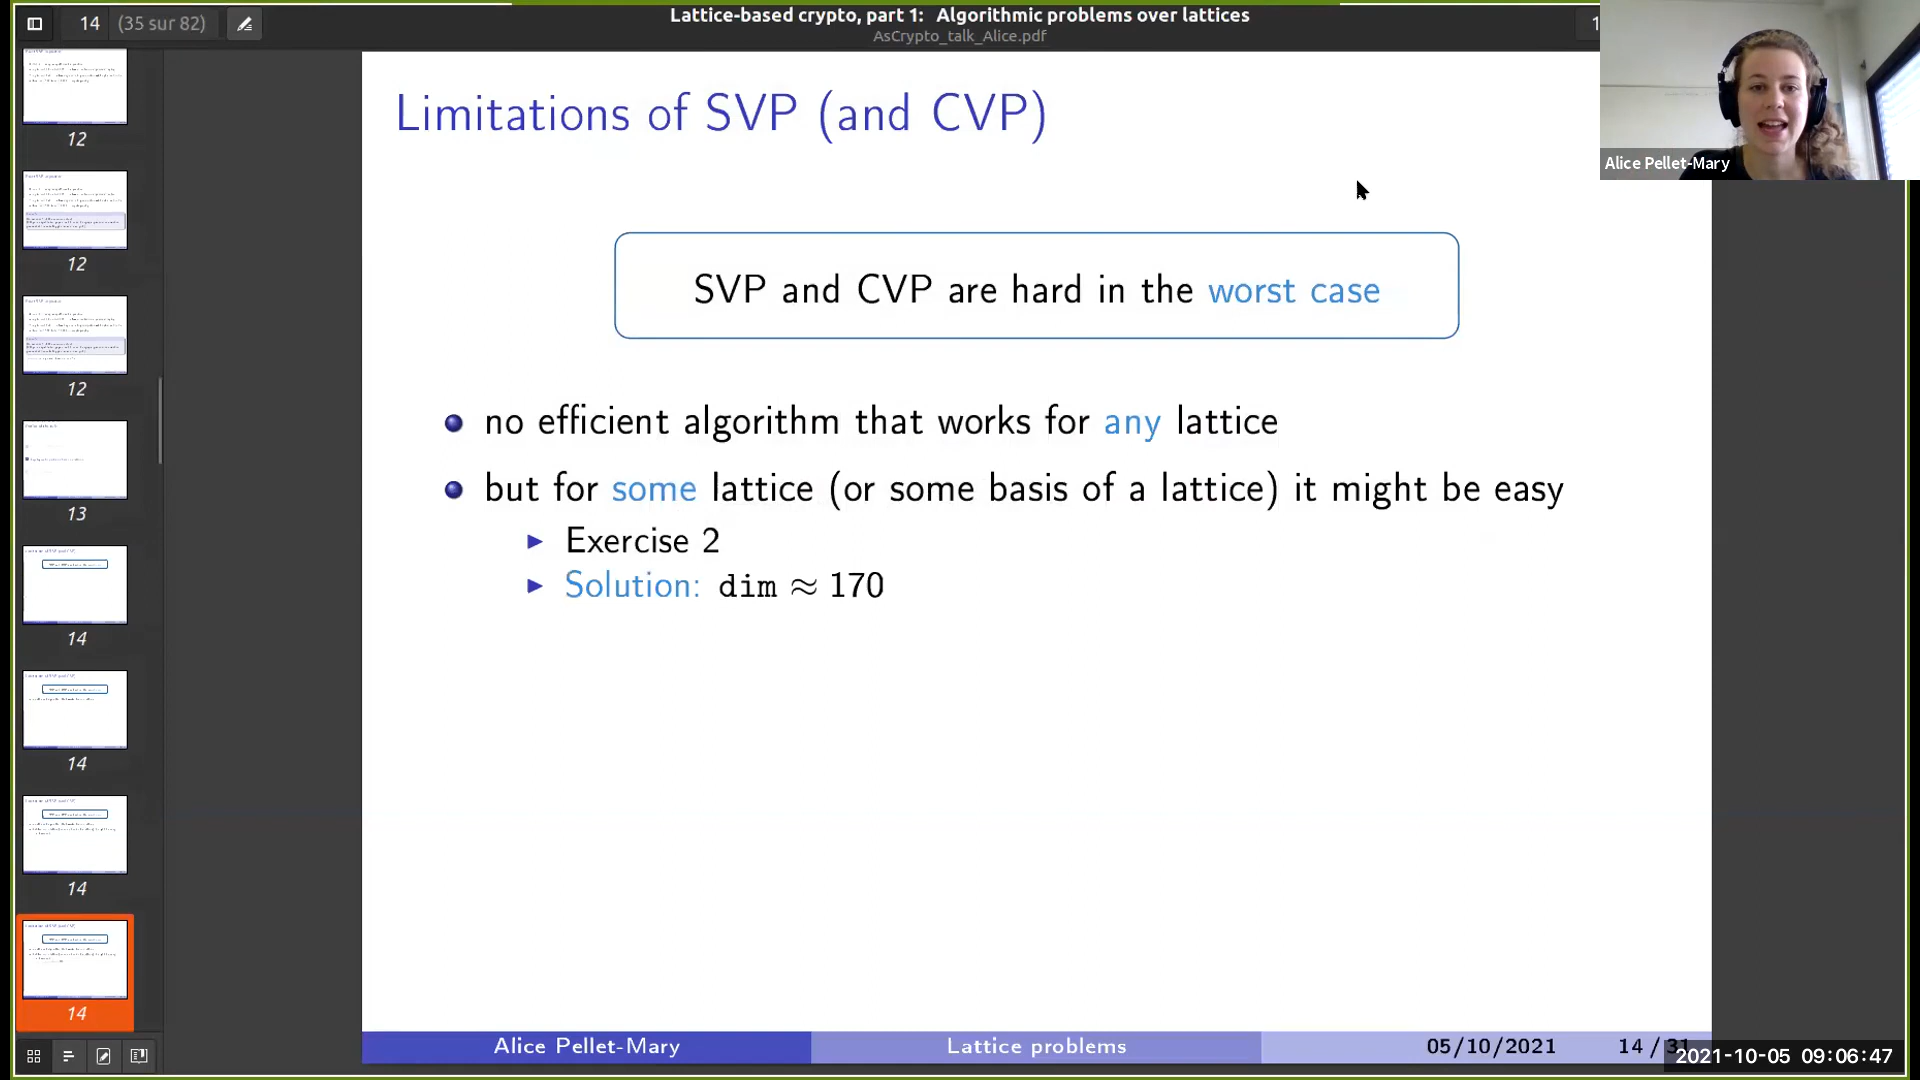 14 (35 sur 82)
Lattice-based crypto, part 1: Algorithmic problems over lattices
AsCrypto_talk_Alice.pdf
Alice Pellet-Mary
12
12
12
13
14
14
14
14
Limitations of SVP (and CVP)
SVP and CVP are hard in the worst case
no efficient algorithm that works for any lattice
but for some lattice (or some basis of a lattice) it might be easy
Exercise 2
Solution: dim ≈ 170
Alice Pellet-Mary Lattice problems 05/10/2021 14 / 31
2021-10-05 09:06:47